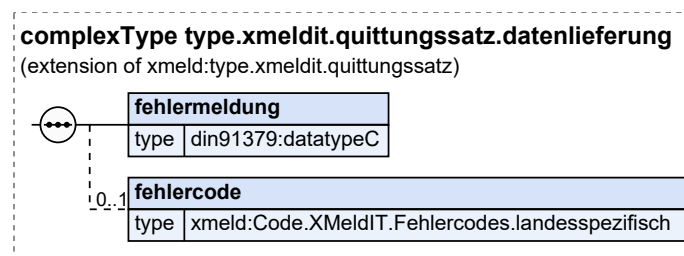 complexType type.xmeldit.quittungssatz.datenlieferung
(extension of xmeld:type.xmeldit.quittungssatz)
fehlermeldung
type din91379:datatypeC
0..1
fehlercode
type xmeld:Code.XMeldIT.Fehlercodes.landesspezifisch